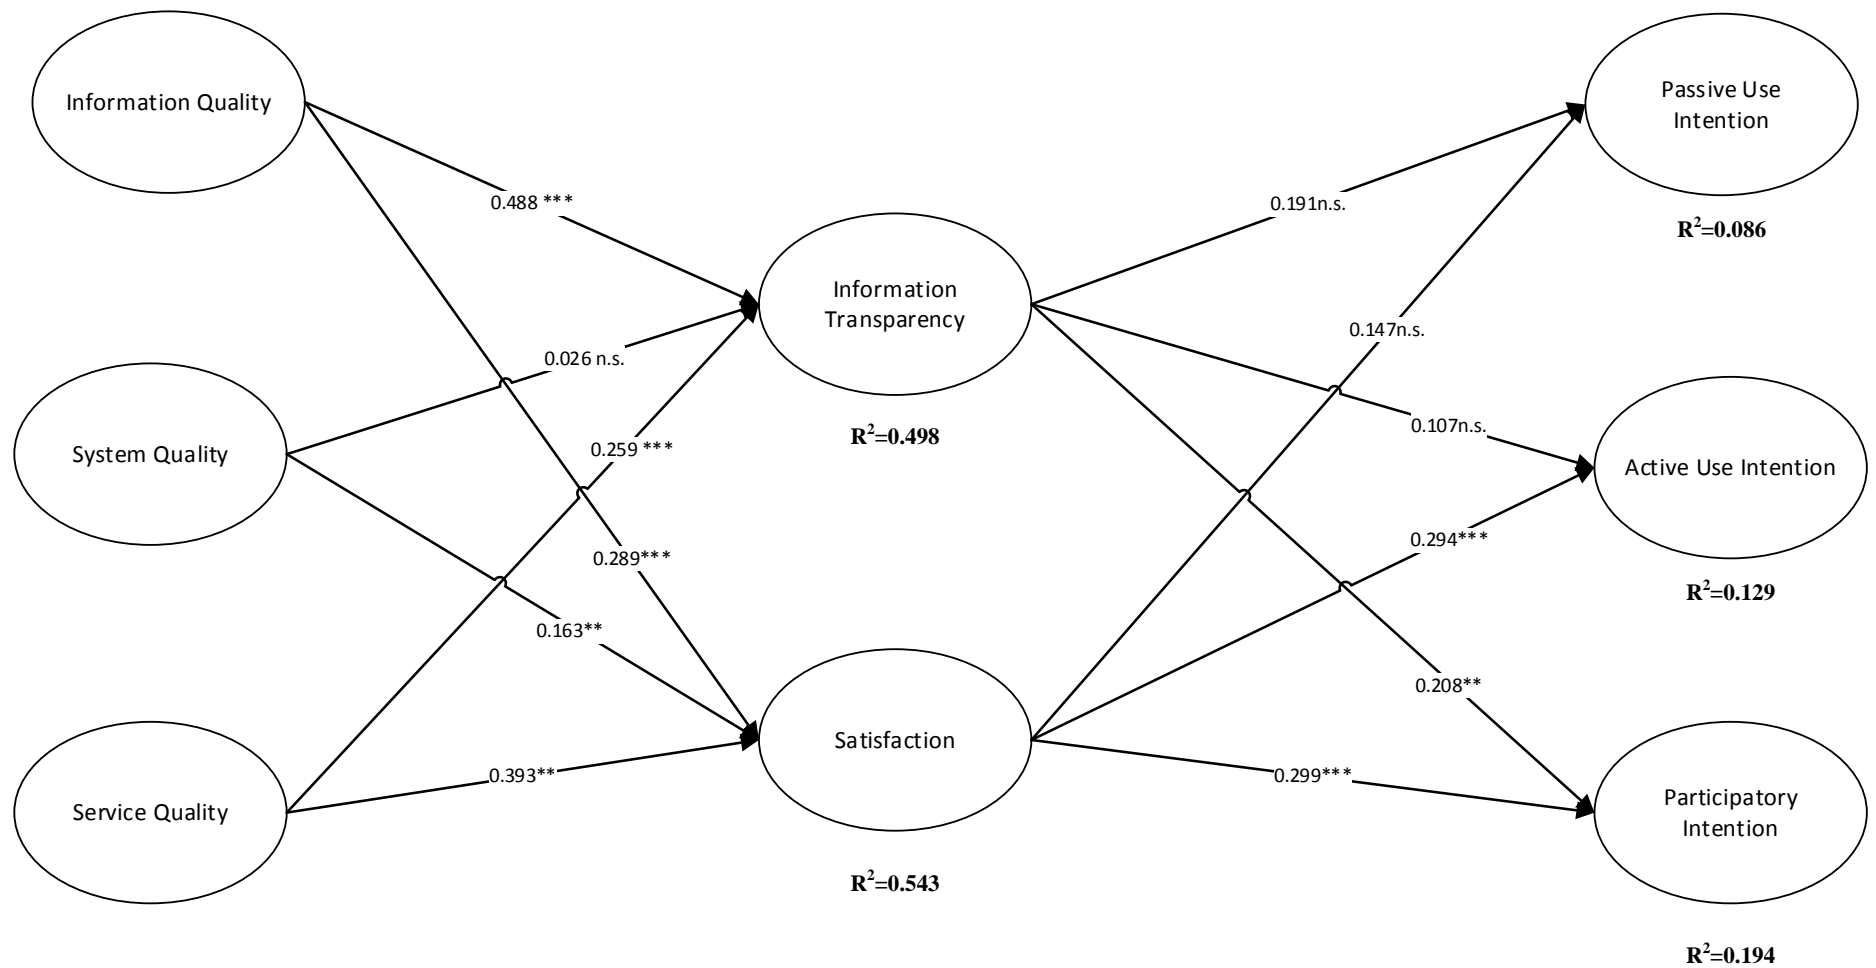 Information Quality
Passive Use
Intention
0.488 ***
0.191n.s.
R²=0.086
Information
Transparency
0.147n.s.
0.026 n.s.
0.107n.s.
R²=0.498
0.259 ***
System Quality
Active Use Intention
0.294***
0.289***
R²=0.129
0.163**
0.208**
Satisfaction
0.393**
0.299***
Service Quality
Participatory
Intention
R²=0.543
R²=0.194